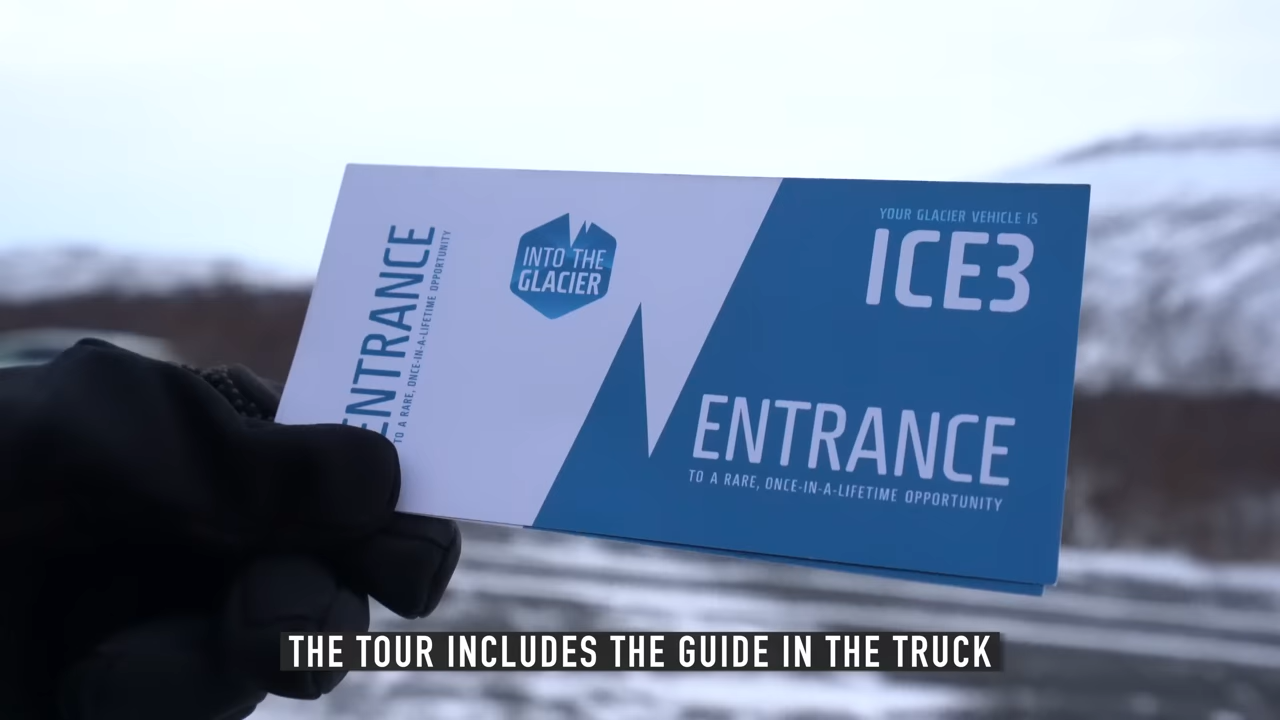 ENTRANCE
TO A RARE, ONCE-IN-A-LIFETIME OPPORTUNITY
INTO THE
GLACIER
YOUR GLACIER VEHICLE IS
ICE3
ENTRANCE
TO A RARE, ONCE-IN-A-LIFETIME OPPORTUNITY
THE TOUR INCLUDES THE GUIDE IN THE TRUCK